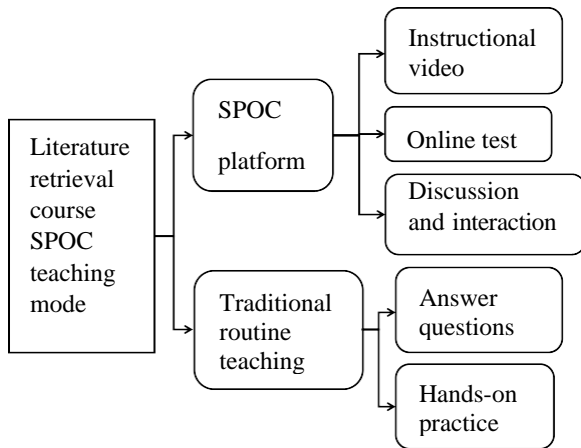 Literature
retrieval
course
SPOC
teaching
mode
SPOC
platform
Instructional
video
Online test
Discussion
and interaction
Traditional
routine
teaching
Answer
questions
Hands-on
practice